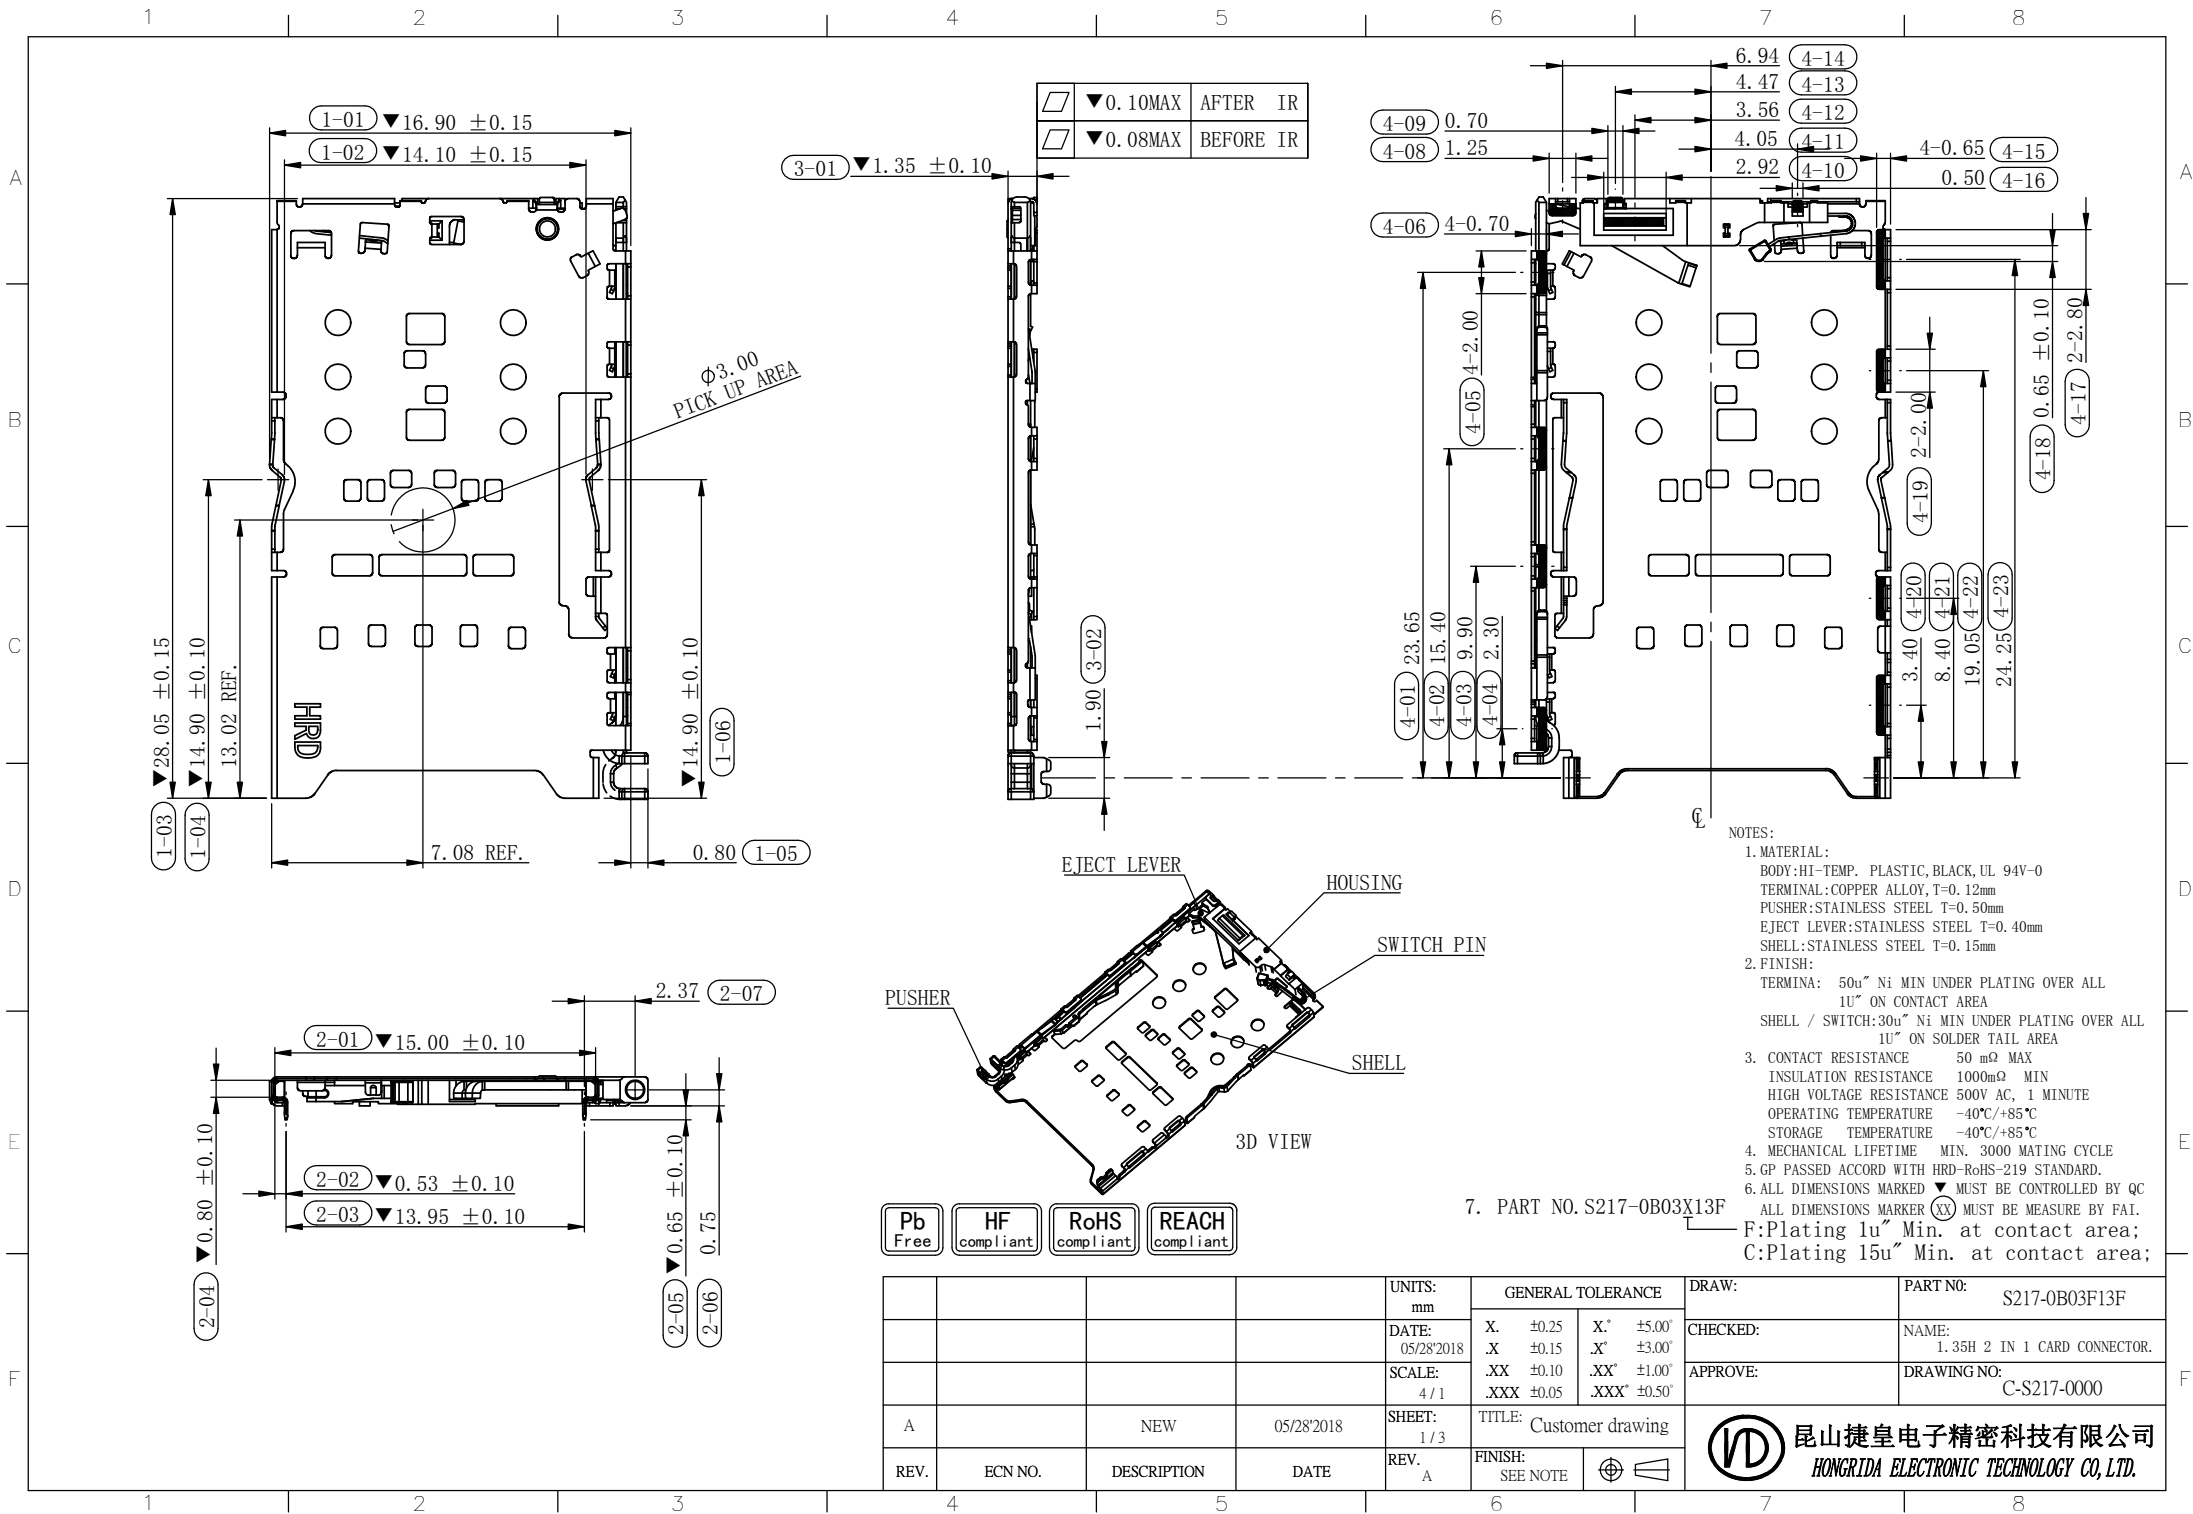 1 2 3 4 5 6 7 8
A
B
C
D
E
F
A
B
C
D
E
F
1-01 ▼16.90 ±0.15
1-02 ▼14.10 ±0.15
φ3.00
PICK UP AREA
HRD
1-03 ▼28.05 ±0.15
1-04 ▼14.90 ±0.10
13.02 REF.
▼14.90 ±0.10 1-06
7.08 REF.
0.80 1-05
▼0.10MAX AFTER IR
▼0.08MAX BEFORE IR
3-01 ▼1.35 ±0.10
1.90 3-02
6.94 4-14
4.47 4-13
3.56 4-12
4.05 4-11
2.92 4-10
4-09 0.70
4-08 1.25
4-06 4-0.70
4-0.65 4-15
0.50 4-16
4-05 4-2.00
4-01 23.65
4-02 15.40
4-03 9.90
4-04 2.30
4-17 2-2.80
4-18 0.65 ±0.10
4-19 2-2.00
3.40 4-20
8.40 4-21
19.05 4-22
24.25 4-23
℄
2.37 2-07
2-01 ▼15.00 ±0.10
2-02 ▼0.53 ±0.10
2-03 ▼13.95 ±0.10
2-04 ▼0.80 ±0.10
2-05 ▼0.65 ±0.10
2-06 0.75
EJECT LEVER
HOUSING
SWITCH PIN
PUSHER
SHELL
3D VIEW
NOTES:
1.MATERIAL:
BODY:HI-TEMP. PLASTIC,BLACK,UL 94V-0
TERMINAL:COPPER ALLOY,T=0.12mm
PUSHER:STAINLESS STEEL T=0.50mm
EJECT LEVER:STAINLESS STEEL T=0.40mm
SHELL:STAINLESS STEEL T=0.15mm
2.FINISH:
TERMINA: 50u″ Ni MIN UNDER PLATING OVER ALL
1U″ ON CONTACT AREA
SHELL / SWITCH:30u″ Ni MIN UNDER PLATING OVER ALL
1U″ ON SOLDER TAIL AREA
3. CONTACT RESISTANCE 50 mΩ MAX
INSULATION RESISTANCE 1000mΩ MIN
HIGH VOLTAGE RESISTANCE 500V AC, 1 MINUTE
OPERATING TEMPERATURE -40℃/+85℃
STORAGE TEMPERATURE -40℃/+85℃
4. MECHANICAL LIFETIME MIN. 3000 MATING CYCLE
5.GP PASSED ACCORD WITH HRD-RoHS-219 STANDARD.
6.ALL DIMENSIONS MARKED ▼ MUST BE CONTROLLED BY QC
ALL DIMENSIONS MARKER XX MUST BE MEASURE BY FAI.
7. PART NO.S217-0B03X13F
F:Plating 1u″ Min. at contact area;
C:Plating 15u″ Min. at contact area;
Pb Free
HF compliant
RoHS compliant
REACH compliant
UNITS: mm
GENERAL TOLERANCE
DRAW:
PART N0: S217-0B03F13F
DATE: 05/28'2018
X. ±0.25 X.° ±5.00°
.X ±0.15 .X° ±3.00°
.XX ±0.10 .XX° ±1.00°
.XXX ±0.05 .XXX° ±0.50°
CHECKED:
NAME: 1.35H 2 IN 1 CARD CONNECTOR.
SCALE: 4 / 1
APPROVE:
DRAWING NO: C-S217-0000
A NEW 05/28'2018
SHEET: 1 / 3
TITLE: Customer drawing
REV. ECN NO. DESCRIPTION DATE
REV. A
FINISH: SEE NOTE
昆山捷皇电子精密科技有限公司
HONGRIDA ELECTRONIC TECHNOLOGY CO,LTD.
1 2 3 4 5 6 7 8